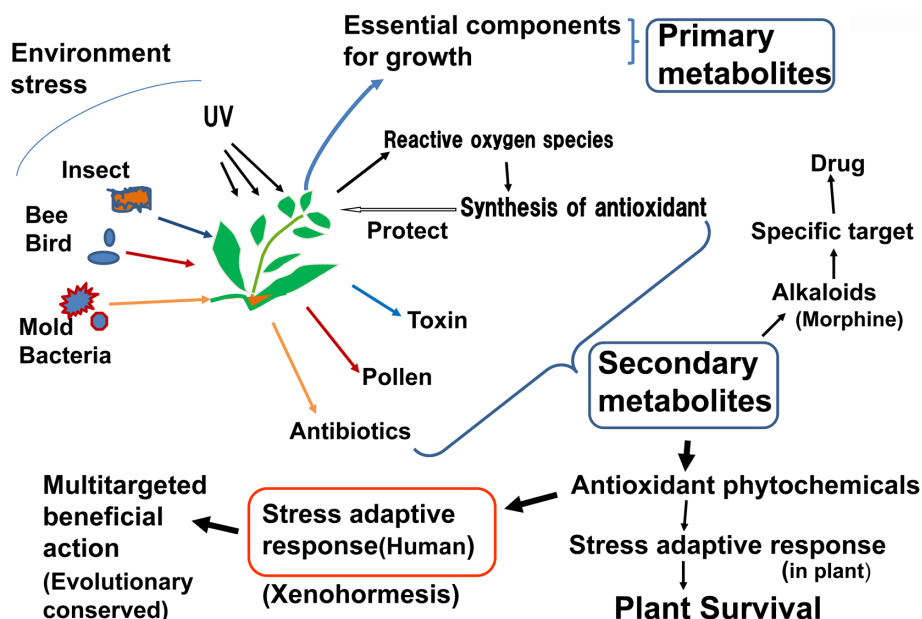 Environment
stress
Essential components
for growth
Primary
metabolites
UV
Reactive oxygen species
Insect
Bee
Bird
Synthesis of antioxidant
Protect
Drug
Specific target
Alkaloids
(Morphine)
Mold
Bacteria
Toxin
Pollen
Antibiotics
Secondary
metabolites
Antioxidant phytochemicals
Stress adaptive response
(in plant)
Plant Survival
Stress adaptive
response(Human)
(Xenohormesis)
Multitargeted
beneficial
action
(Evolutionary
conserved)